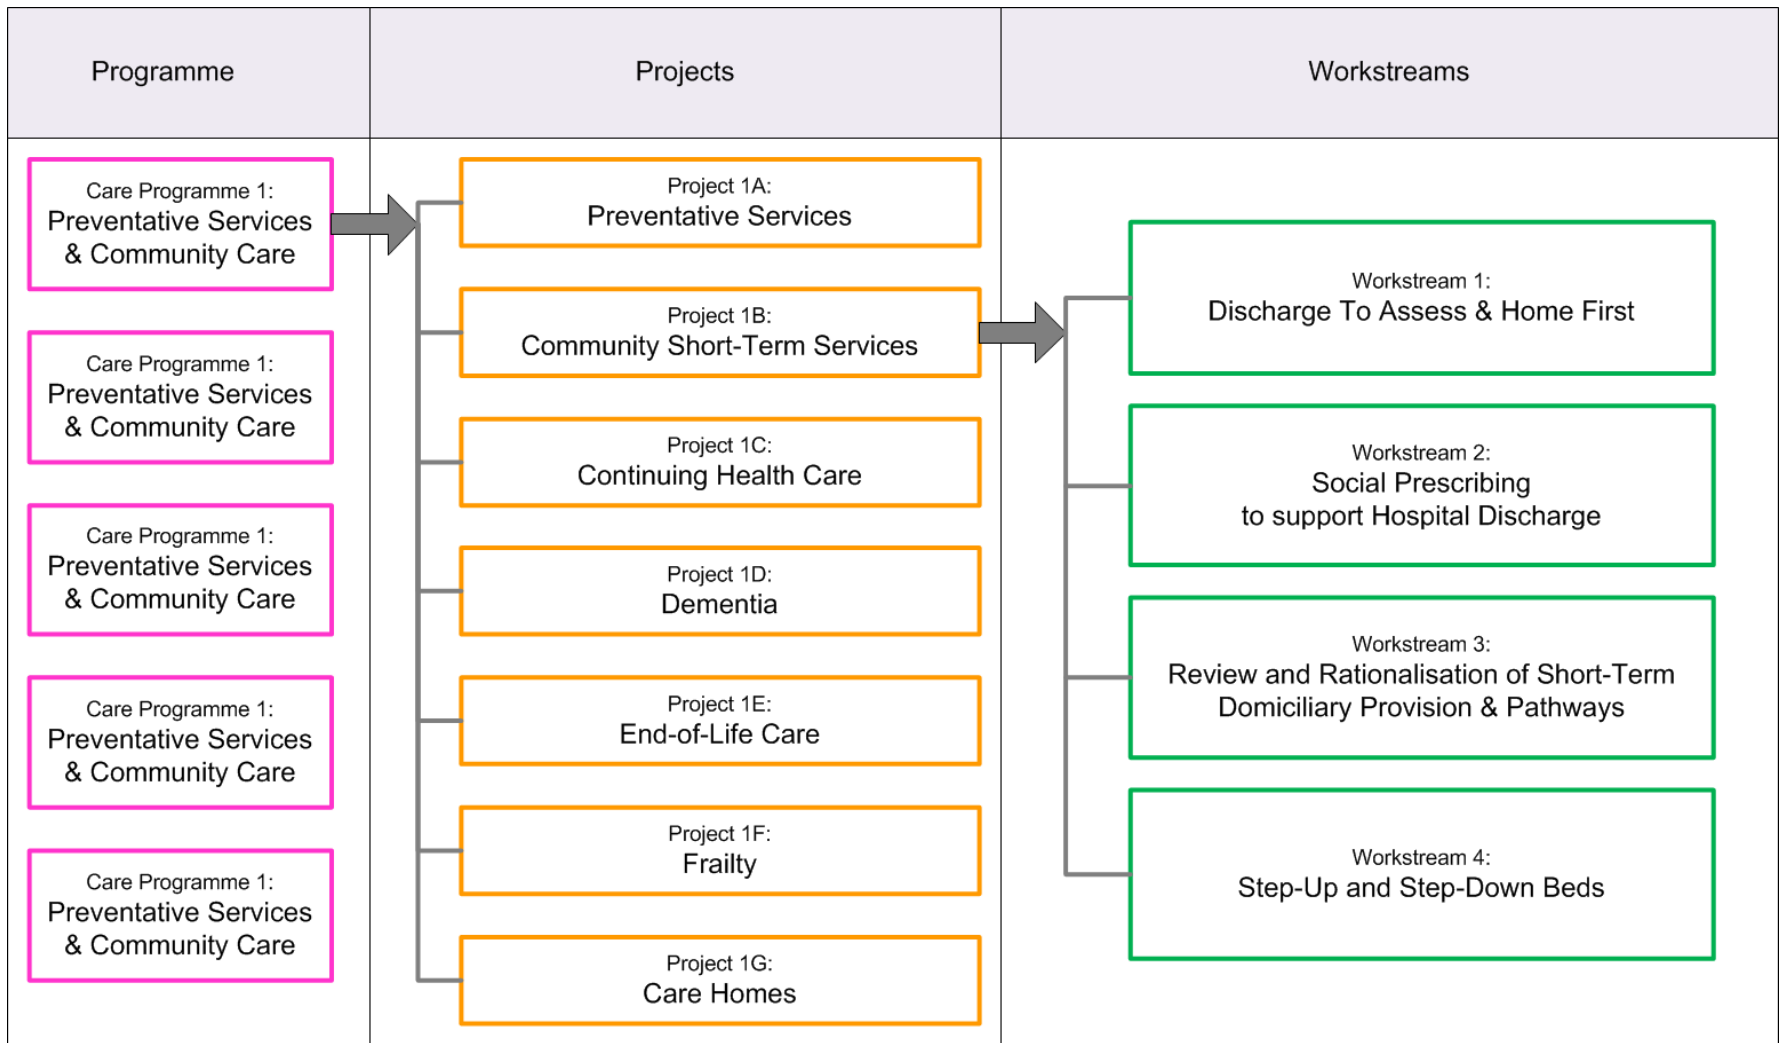 Programme
Projects
Workstreams
Care Programme 1:
Preventative Services
& Community Care
Care Programme 1:
Preventative Services
& Community Care
Care Programme 1:
Preventative Services
& Community Care
Care Programme 1:
Preventative Services
& Community Care
Care Programme 1:
Preventative Services
& Community Care
Project 1A:
Preventative Services
Project 1B:
Community Short-Term Services
Project 1C:
Continuing Health Care
Project 1D:
Dementia
Project 1E:
End-of-Life Care
Project 1F:
Frailty
Project 1G:
Care Homes
Workstream 1:
Discharge To Assess & Home First
Workstream 2:
Social Prescribing
to support Hospital Discharge
Workstream 3:
Review and Rationalisation of Short-Term
Domiciliary Provision & Pathways
Workstream 4:
Step-Up and Step-Down Beds